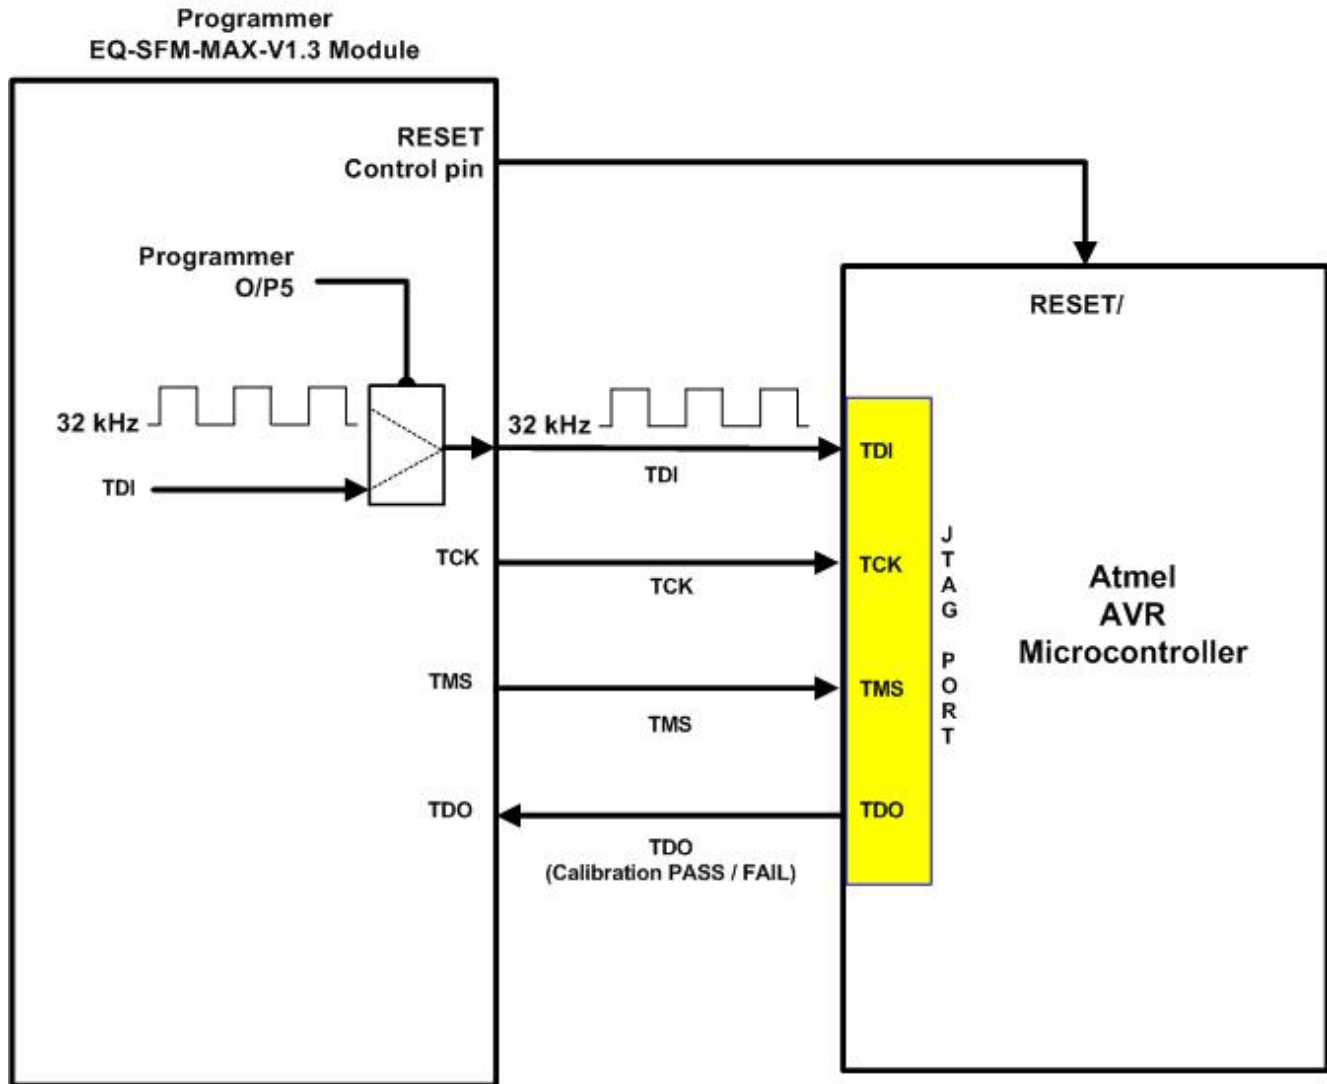 Programmer
EQ-SFM-MAX-V1.3 Module
RESET
Control pin
Programmer
O/P5
RESET/
32 kHz
32 kHz
TDI
TDI
TDI
TCK
TCK
TCK
TMS
TMS
TMS
TDO
TDO
TDO
(Calibration PASS / FAIL)
J
T
A
G
P
O
R
T
Atmel
AVR
Microcontroller